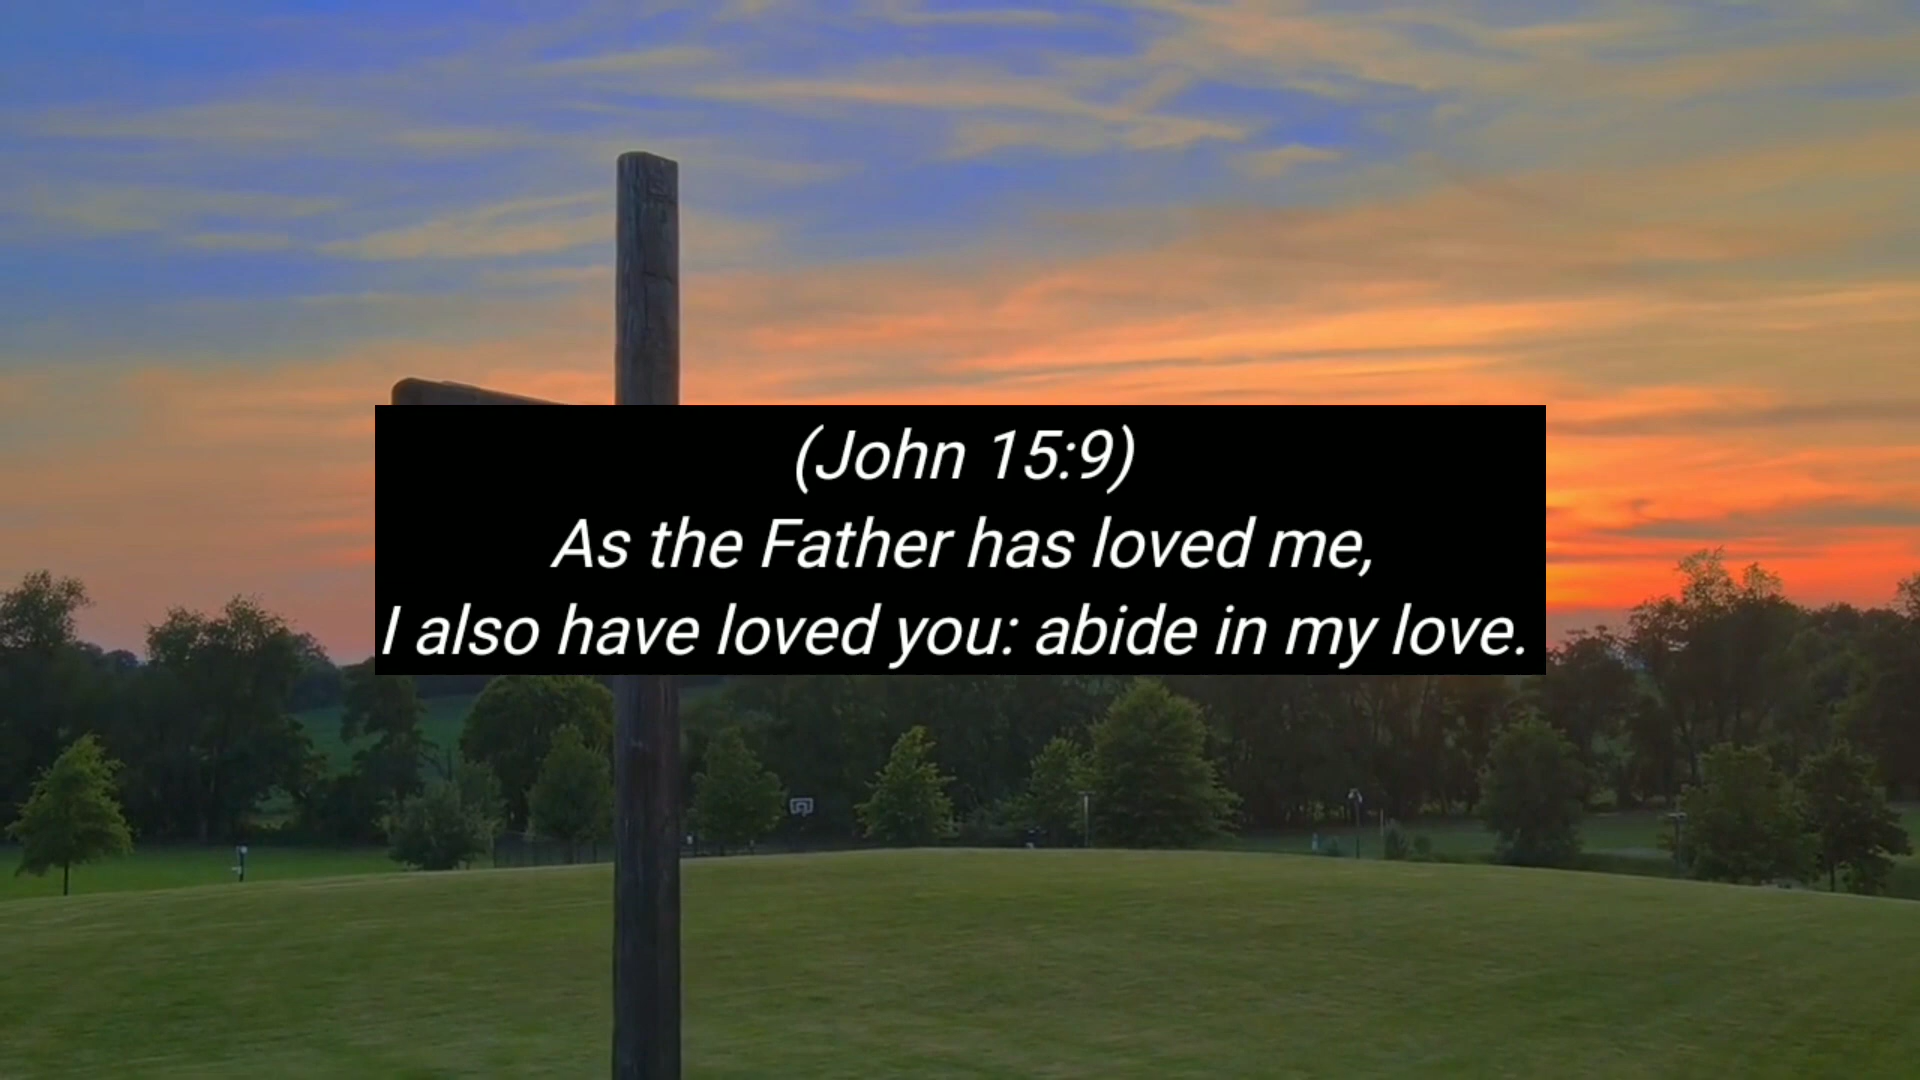 (John 15:9)
As the Father has loved me,
I also have loved you: abide in my love.